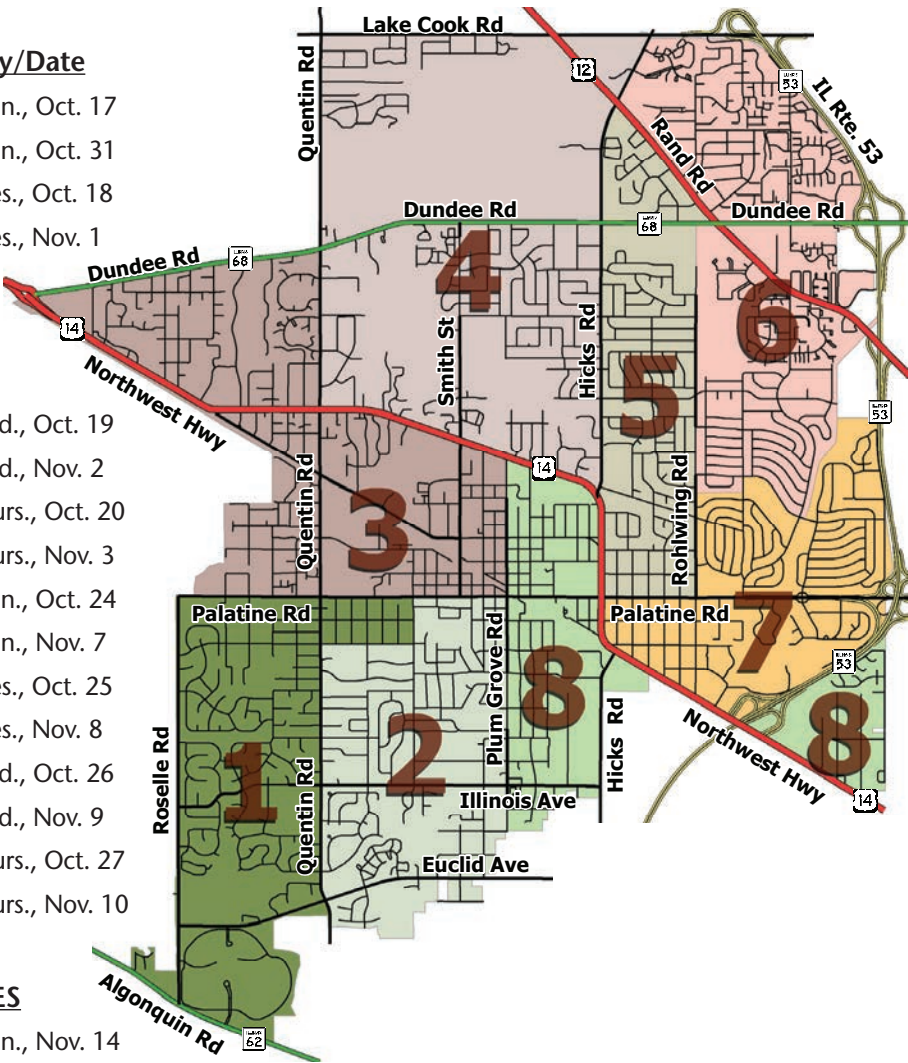 y/Date
n., Oct. 17
n., Oct. 31
es., Oct. 18
es., Nov. 1
d., Oct. 19
d., Nov. 2
urs., Oct. 20
urs., Nov. 3
n., Oct. 24
n., Nov. 7
es., Oct. 25
es., Nov. 8
d., Oct. 26
d., Nov. 9
urs., Oct. 27
urs., Nov. 10
ES
n., Nov. 14
Lake Cook Rd
Quentin Rd
12
53
IL Rte. 53
Rand Rd
Dundee Rd
Dundee Rd
68
68
Dundee Rd
4
14
Smith St
Hicks Rd
6
5
Northwest Hwy
53
14
Quentin Rd
3
Rohlwing Rd
Palatine Rd
Palatine Rd
7
Plum Grove Rd
8
53
2
Roselle Rd
1
Quentin Rd
Hicks Rd
Northwest Hwy
8
14
Illinois Ave
Euclid Ave
Algonquin Rd
62